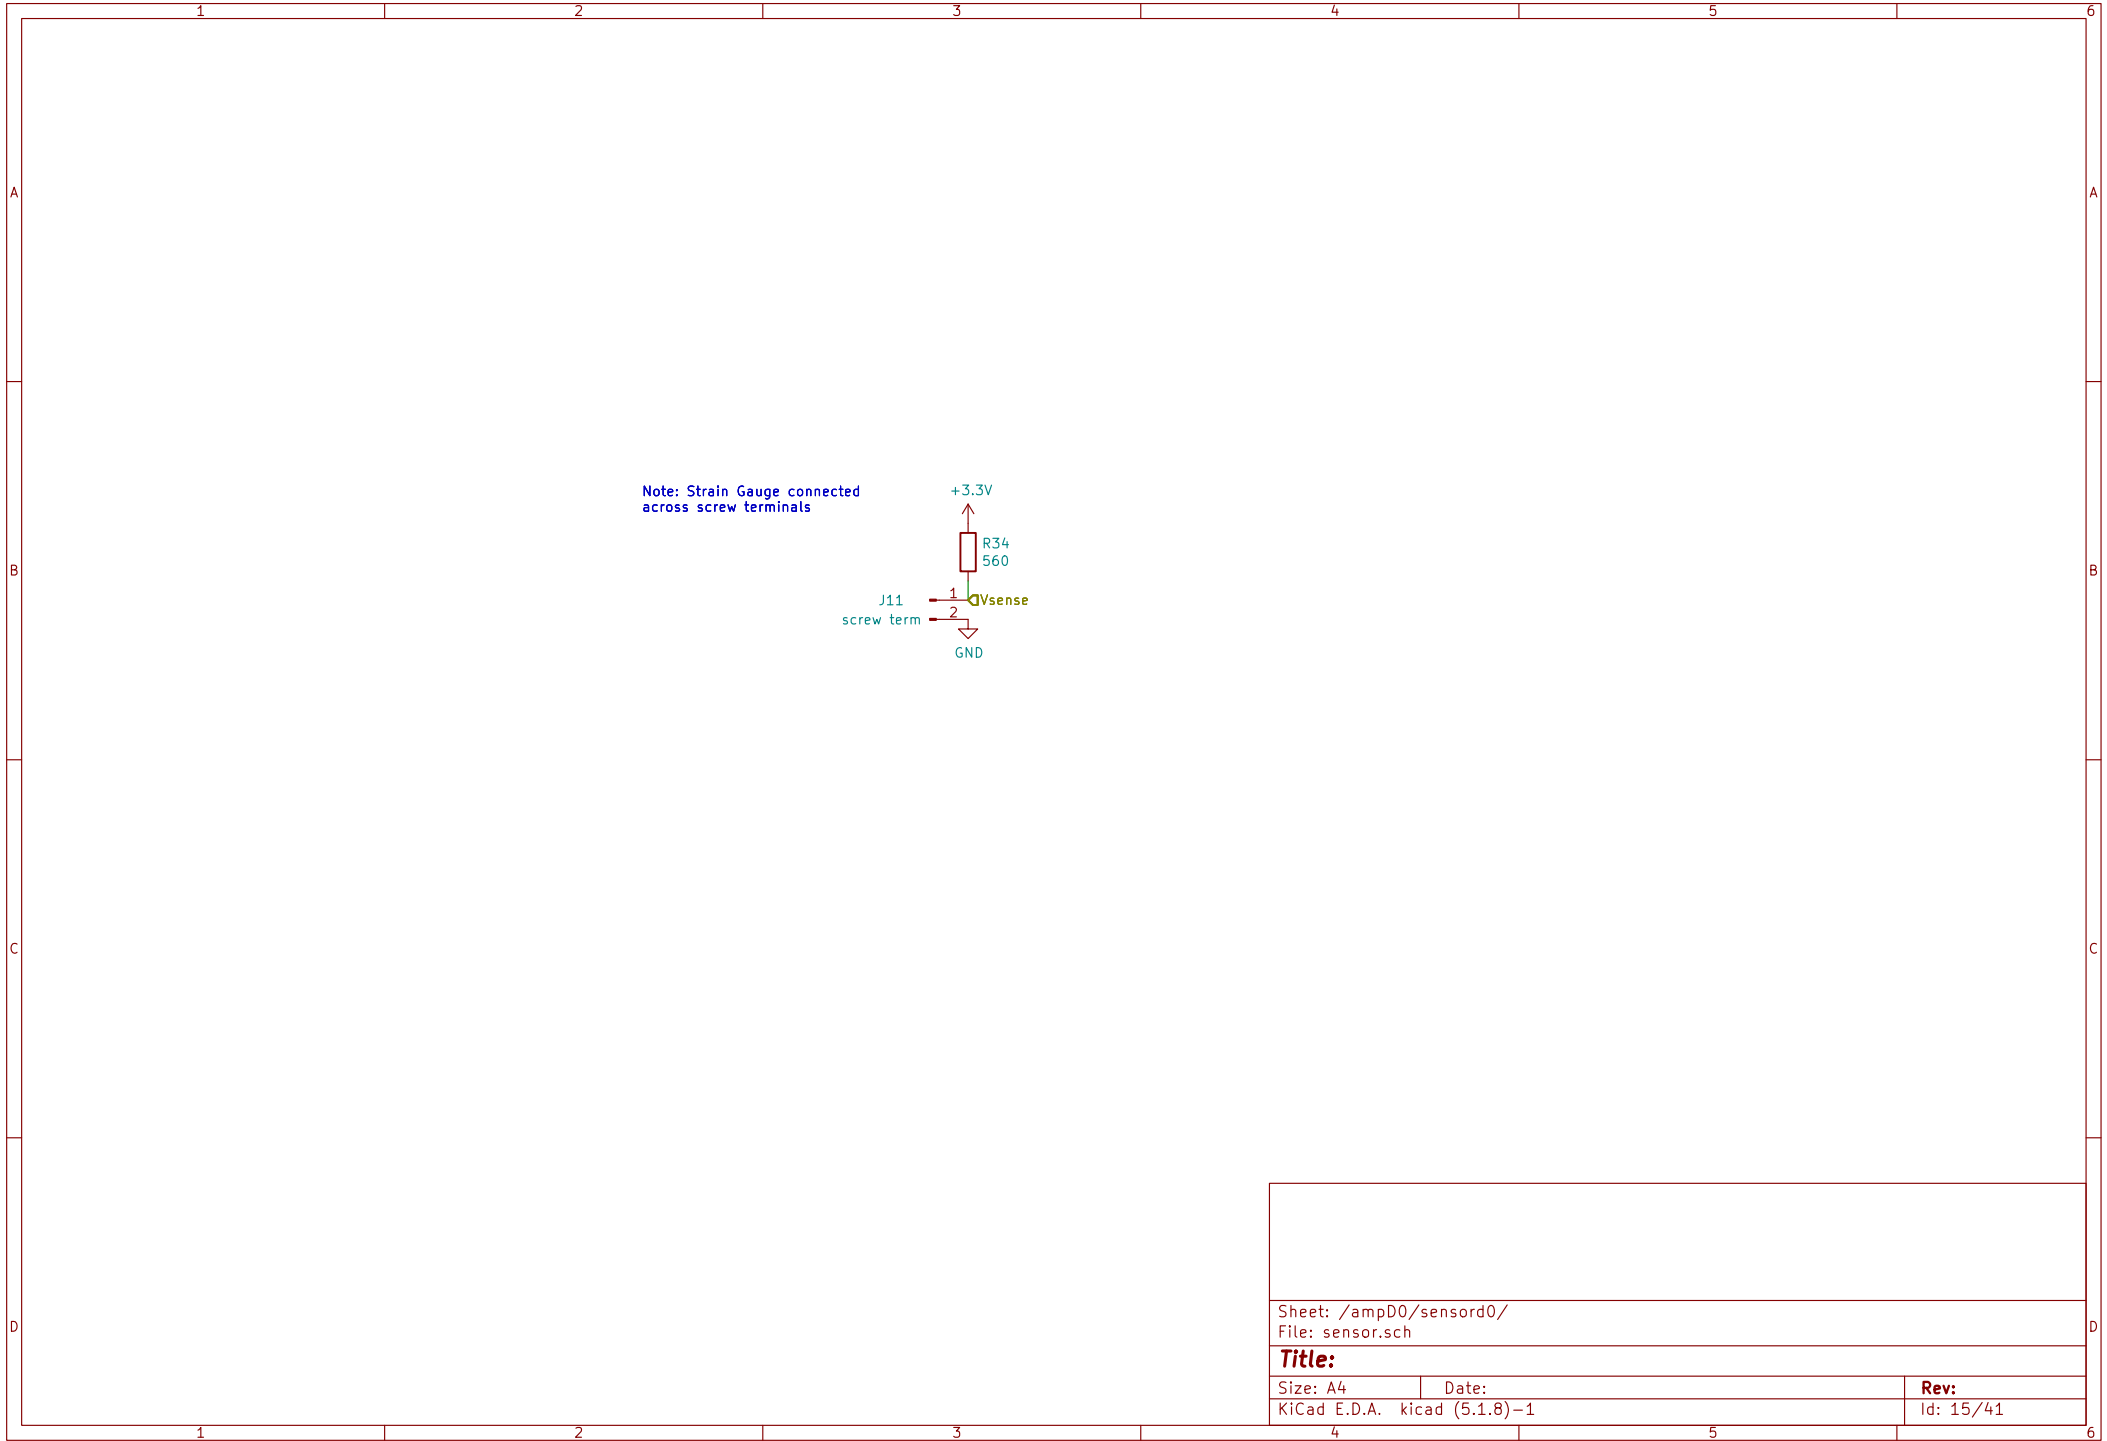 1 2 3 4 5 6
A A
Note: Strain Gauge connected
across screw terminals
+3.3V
R34
560
B B
J11 1 Vsense
screw term 2
GND
C C
Sheet: /ampD0/sensord0/
File: sensor.sch
D D
Title:
Size: A4 Date: Rev:
KiCad E.D.A. kicad (5.1.8)-1 Id: 15/41
1 2 3 4 5 6